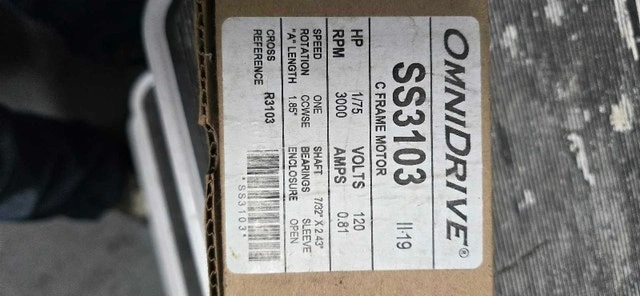 OMNIDRIVE®
SS3103 II-19
C FRAME MOTOR
HP 1/75 VOLTS 120
RPM 3000 AMPS 0.81
SPEED ONE SHAFT 7/32" X 2.43"
ROTATION CCWSE BEARINGS SLEEVE
"A" LENGTH 1.85" ENCLOSURE OPEN
CROSS
REFERENCE R3103
*SS3103*